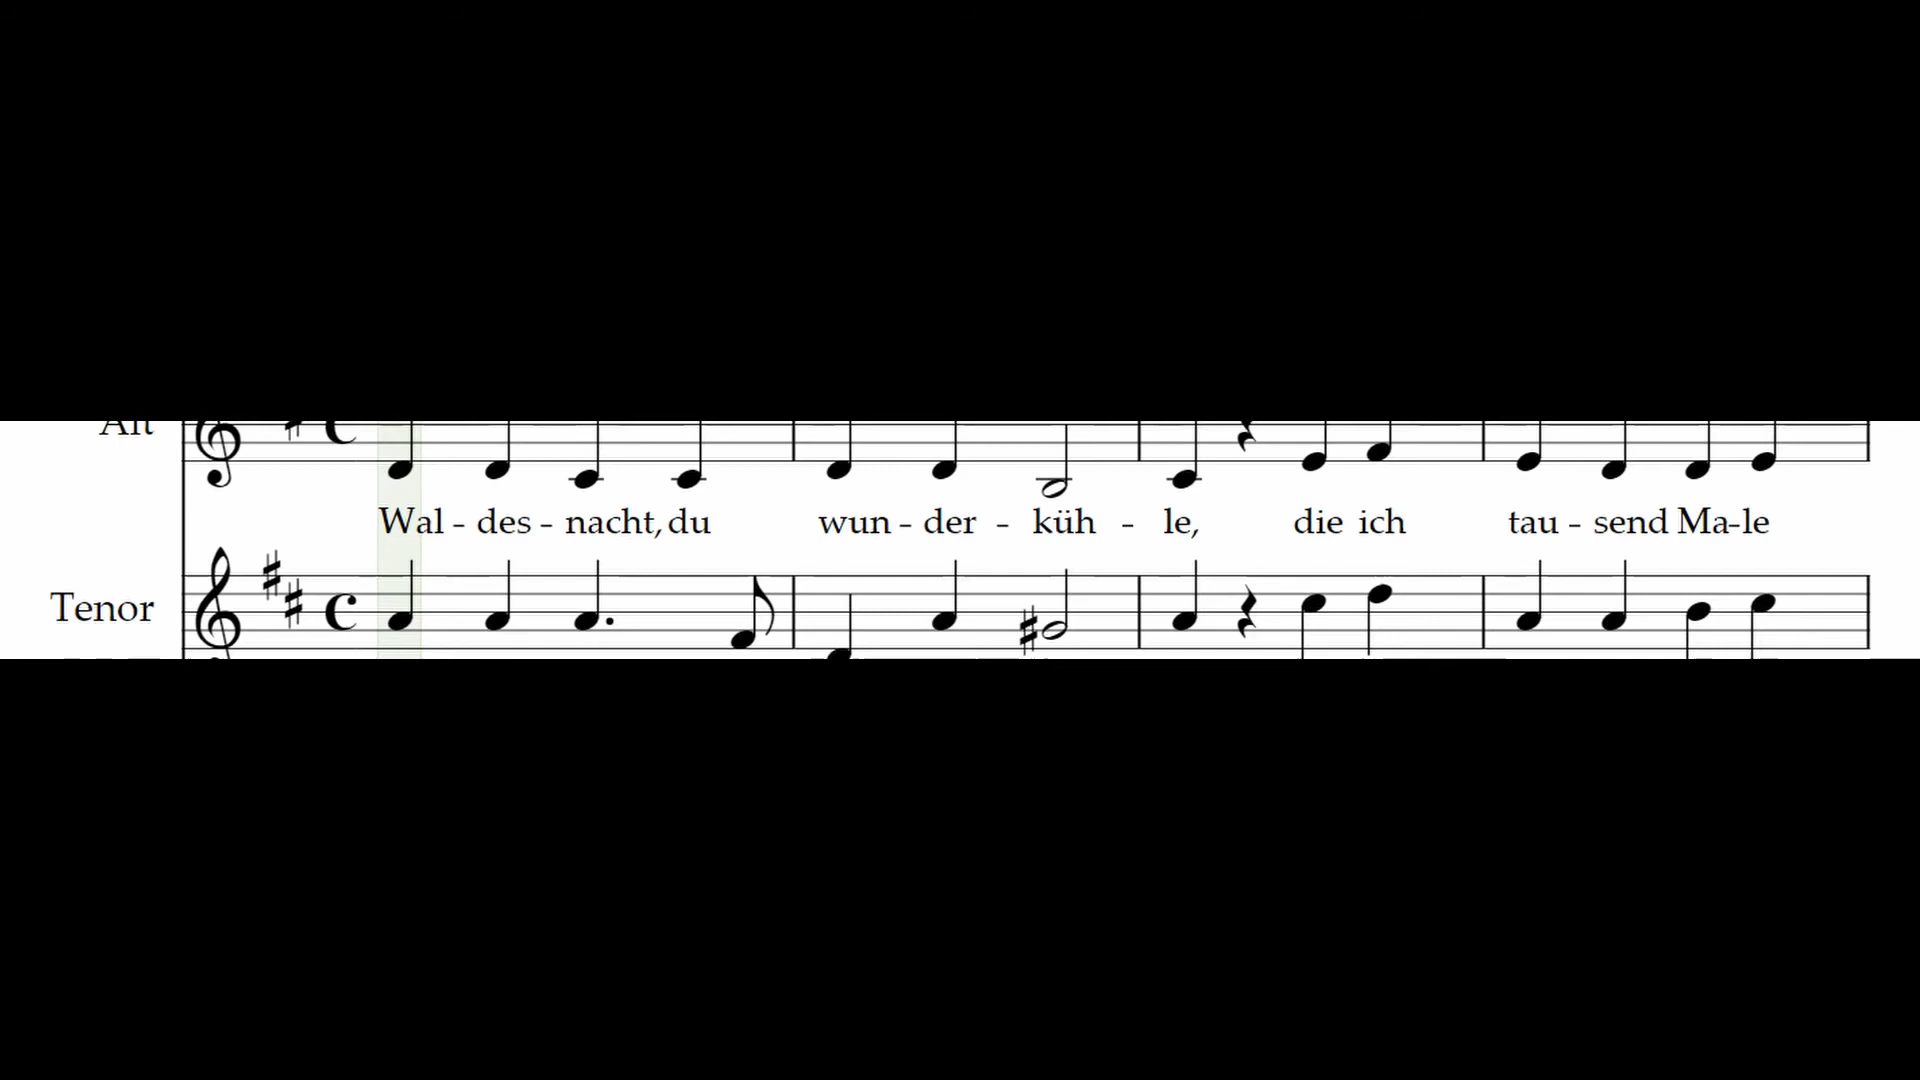 Alt
Wal - des - nacht, du wun - der - küh - le, die ich tau - send Ma-le
Tenor